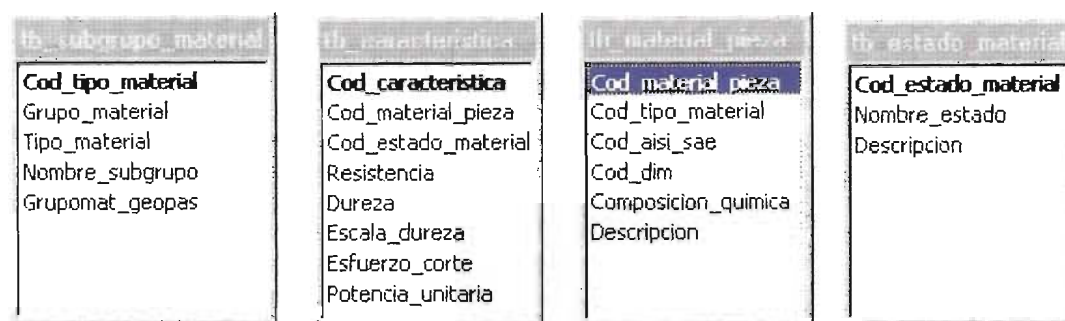 tb_subgrupo_material
Cod_tipo_material
Grupo_material
Tipo_material
Nombre_subgrupo
Grupomat_geopas
tb_caracteristica
Cod_caracteristica
Cod_material_pieza
Cod_estado_material
Resistencia
Dureza
Escala_dureza
Esfuerzo_corte
Potencia_unitaria
tb_material_pieza
Cod_material_pieza
Cod_tipo_material
Cod_aisi_sae
Cod_dim
Composicion_quimica
Descripcion
tb_estado_material
Cod_estado_material
Nombre_estado
Descripcion